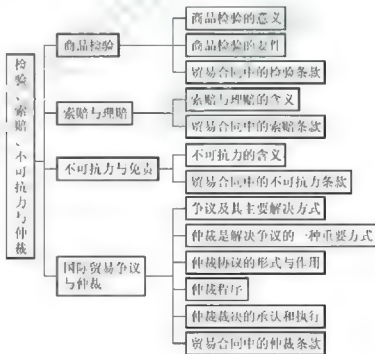 检验、索赔、不可抗力与仲裁
商品检验
商品检验的意义
商品检验的要件
贸易合同中的检验条款
索赔与理赔
索赔与理赔的含义
贸易合同中的索赔条款
不可抗力与免责
不可抗力的含义
贸易合同中的不可抗力条款
国际贸易争议
与仲裁
争议及其主要解决方式
仲裁是解决争议的一种重要方式
仲裁协议的形式与作用
仲裁程序
仲裁裁决的承认和执行
贸易合同中的仲裁条款